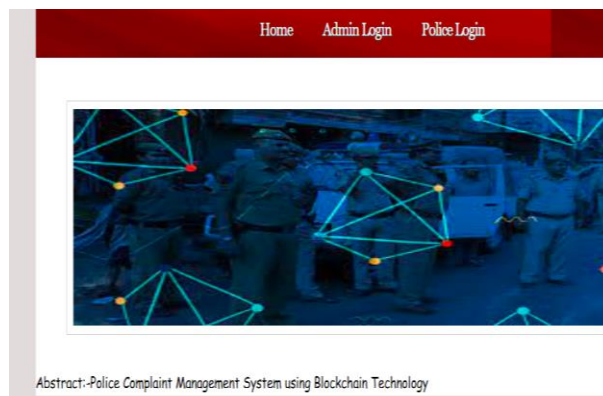 Home Admin Login Police Login
Abstract:-Police Complaint Management System using Blockchain Technology